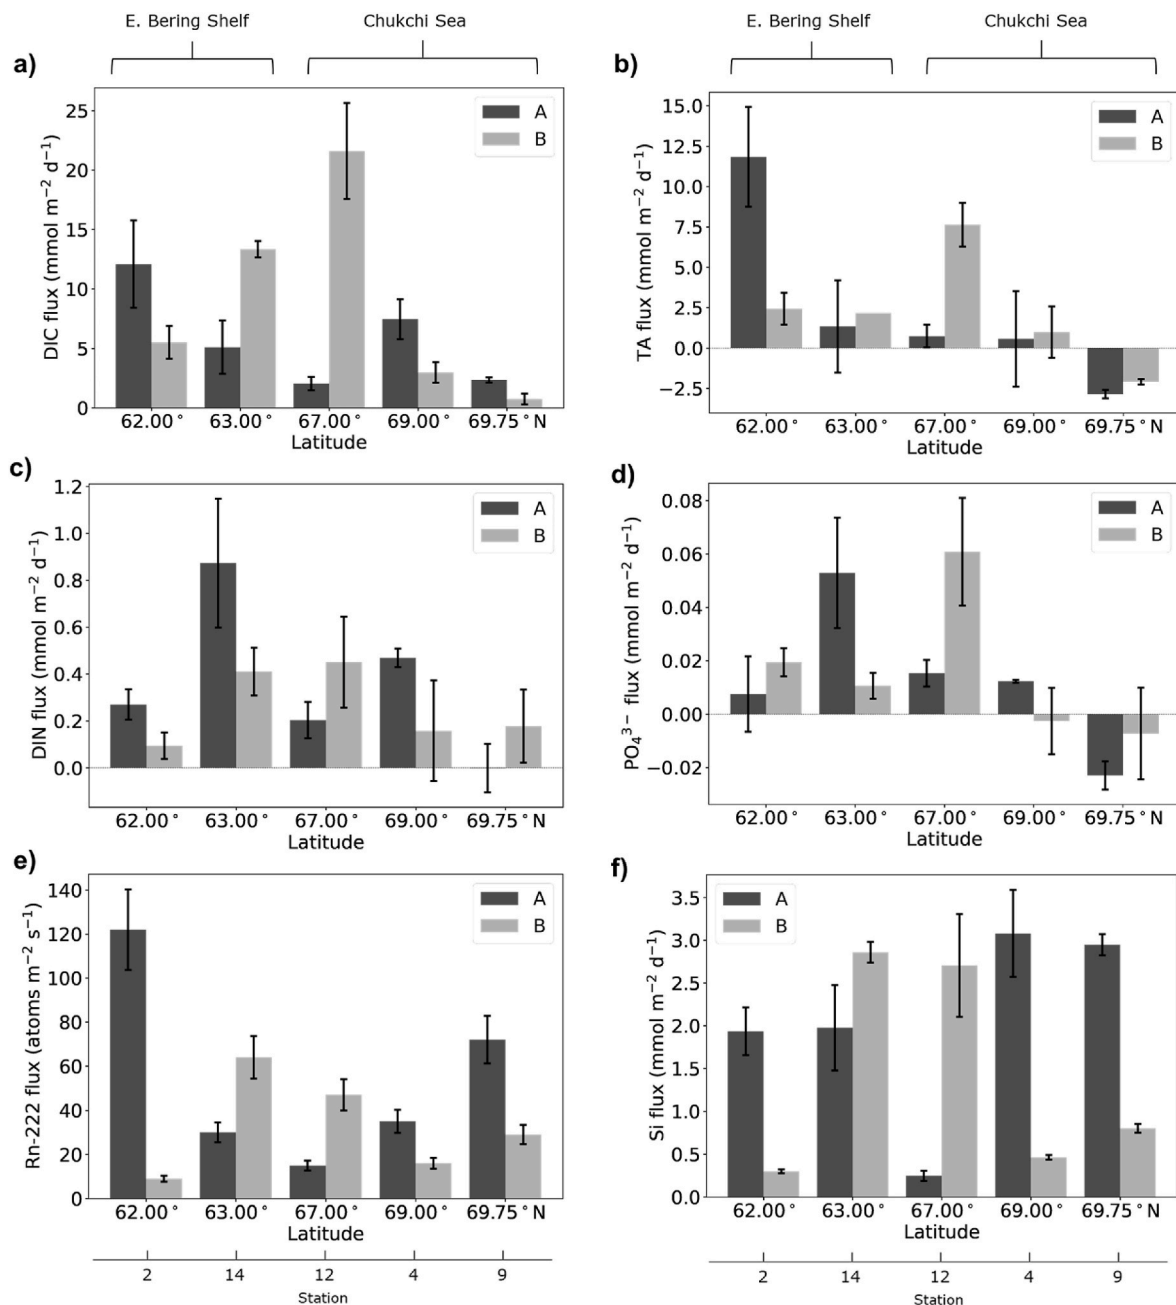 E. Bering Shelf Chukchi Sea
E. Bering Shelf Chukchi Sea
a)
DIC flux (mmol m⁻² d⁻¹)
25
20
15
10
5
0
A
B
62.00° 63.00° 67.00° 69.00° 69.75° N
Latitude
b)
TA flux (mmol m⁻² d⁻¹)
15.0
12.5
10.0
7.5
5.0
2.5
0.0
−2.5
A
B
62.00° 63.00° 67.00° 69.00° 69.75° N
Latitude
c)
DIN flux (mmol m⁻² d⁻¹)
1.2
1.0
0.8
0.6
0.4
0.2
0.0
A
B
62.00° 63.00° 67.00° 69.00° 69.75° N
Latitude
d)
PO₄³⁻ flux (mmol m⁻² d⁻¹)
0.08
0.06
0.04
0.02
0.00
−0.02
A
B
62.00° 63.00° 67.00° 69.00° 69.75° N
Latitude
e)
Rn-222 flux (atoms m⁻² s⁻¹)
140
120
100
80
60
40
20
0
A
B
62.00° 63.00° 67.00° 69.00° 69.75° N
Latitude
2 14 12 4 9
Station
f)
Si flux (mmol m⁻² d⁻¹)
3.5
3.0
2.5
2.0
1.5
1.0
0.5
0.0
A
B
62.00° 63.00° 67.00° 69.00° 69.75° N
Latitude
2 14 12 4 9
Station